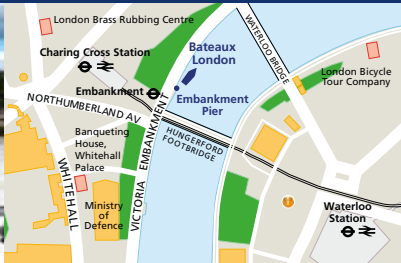 London Brass Rubbing Centre
Charing Cross Station
Bateaux
London
WATERLOO BRIDGE
London Bicycle
Tour Company
Embankment
Embankment
Pier
NORTHUMBERLAND AV
HUNGERFORD
FOOTBRIDGE
Banqueting
House,
Whitehall
Palace
VICTORIA EMBANKMENT
WHITEHALL
Ministry
of
Defence
Waterloo
Station